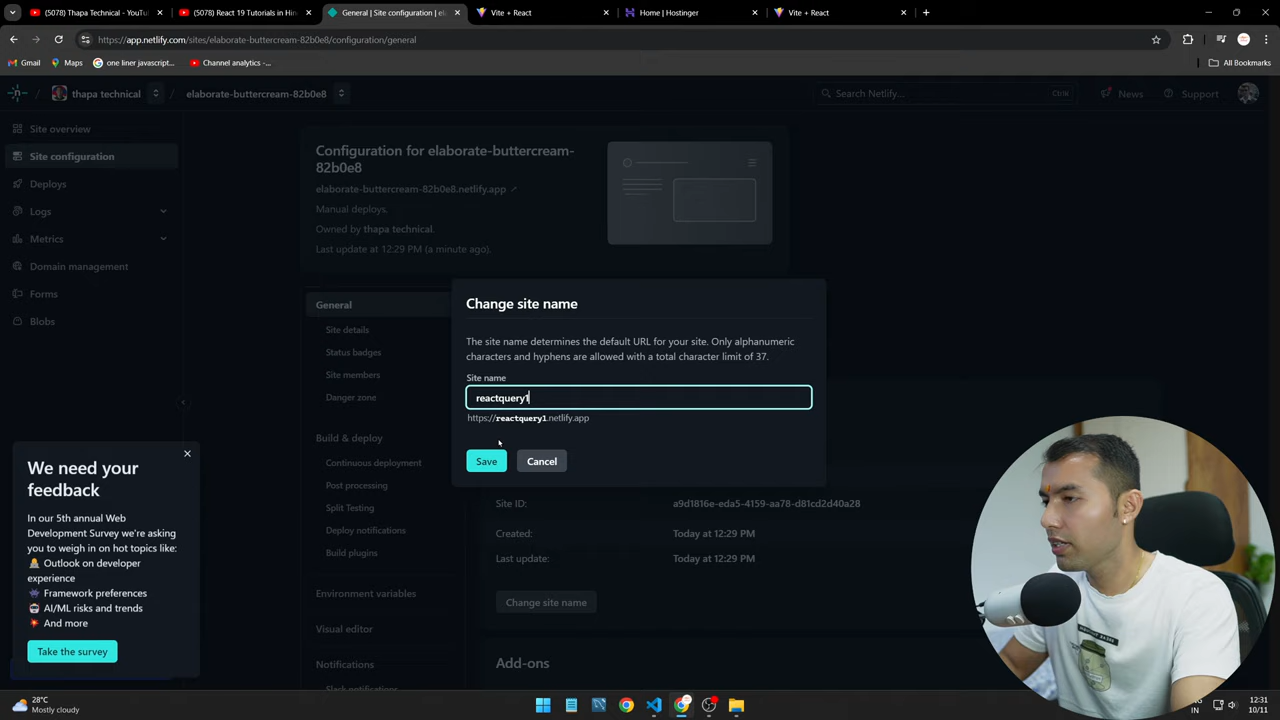 (5078) Thapa Technical - YouTu
(5078) React 19 Tutorials in Hin
General | Site configuration | el
Vite + React
Home | Hostinger
Vite + React
https://app.netlify.com/sites/elaborate-buttercream-82b0e8/configuration/general
Gmail
Maps
one liner javascript...
Channel analytics -...
All Bookmarks
thapa technical
elaborate-buttercream-82b0e8
Search Netlify...
News
Support
Site overview
Site configuration
Deploys
Logs
Metrics
Domain management
Forms
Blobs
Configuration for elaborate-buttercream-
82b0e8
elaborate-buttercream-82b0e8.netlify.app
Manual deploys.
Owned by thapa technical.
Last update at 12:29 PM (a minute ago).
General
Site details
Status badges
Site members
Danger zone
Build & deploy
Continuous deployment
Post processing
Split Testing
Deploy notifications
Build plugins
Environment variables
Visual editor
Notifications
Change site name
The site name determines the default URL for your site. Only alphanumeric
characters and hyphens are allowed with a total character limit of 37.
Site name
reactquery1
https://reactquery1.netlify.app
Save
Cancel
Site ID:
a9d1816e-eda5-4159-aa78-d81cd2d40a28
Created:
Today at 12:29 PM
Last update:
Today at 12:29 PM
Change site name
Add-ons
We need your
feedback
In our 5th annual Web
Development Survey we're asking
you to weigh in on hot topics like:
Outlook on developer
experience
Framework preferences
AI/ML risks and trends
And more
Take the survey
28°C
Mostly cloudy
IN
12:31
10/11